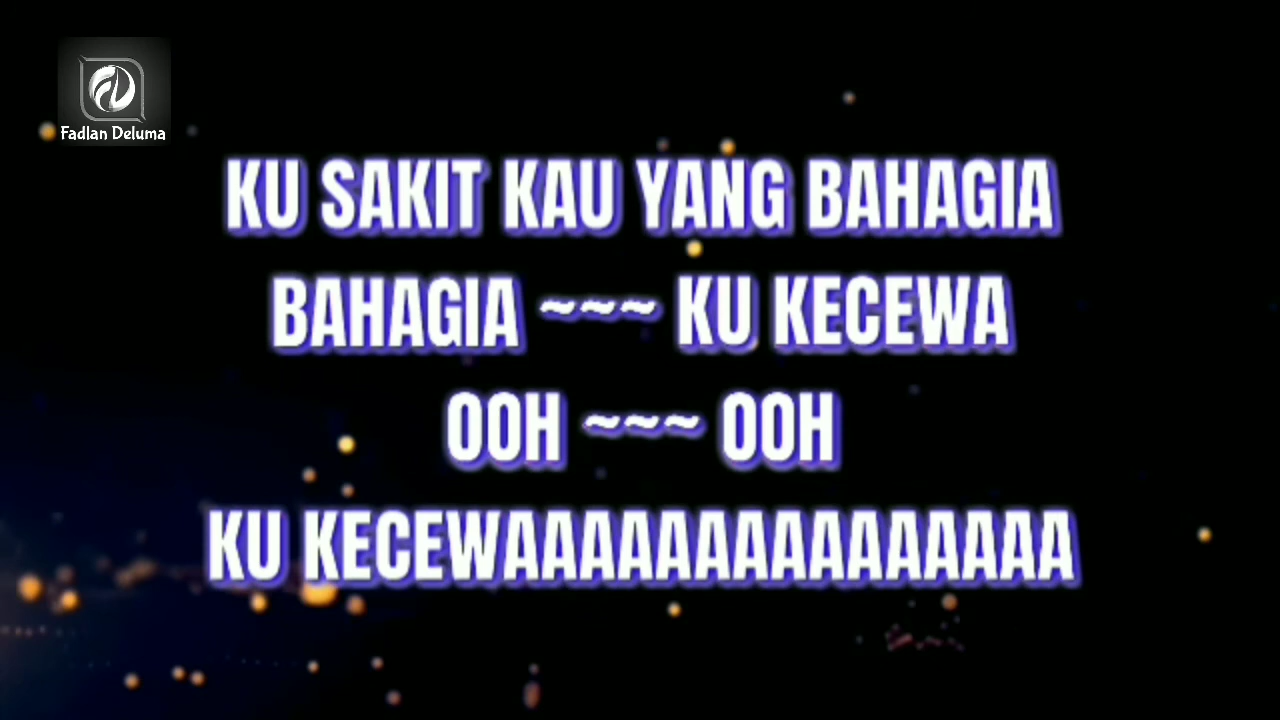 Fadlan Deluma
KU SAKIT KAU YANG BAHAGIA
BAHAGIA ~~~ KU KECEWA
OOH ~~~ OOH
KU KECEWAAAAAAAAAAAAAAA